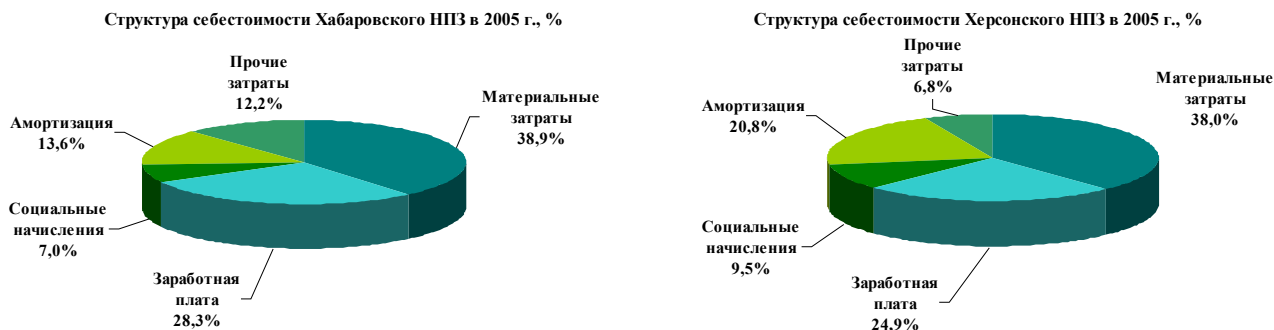 Структура себестоимости Хабаровского НПЗ в 2005 г., %
Прочие
затраты
12,2%
Материальные
затраты
38,9%
Амортизация
13,6%
Социальные
начисления
7,0%
Заработная
плата
28,3%
Структура себестоимости Херсонского НПЗ в 2005 г., %
Прочие
затраты
6,8%
Материальные
затраты
38,0%
Амортизация
20,8%
Социальные
начисления
9,5%
Заработная
плата
24,9%